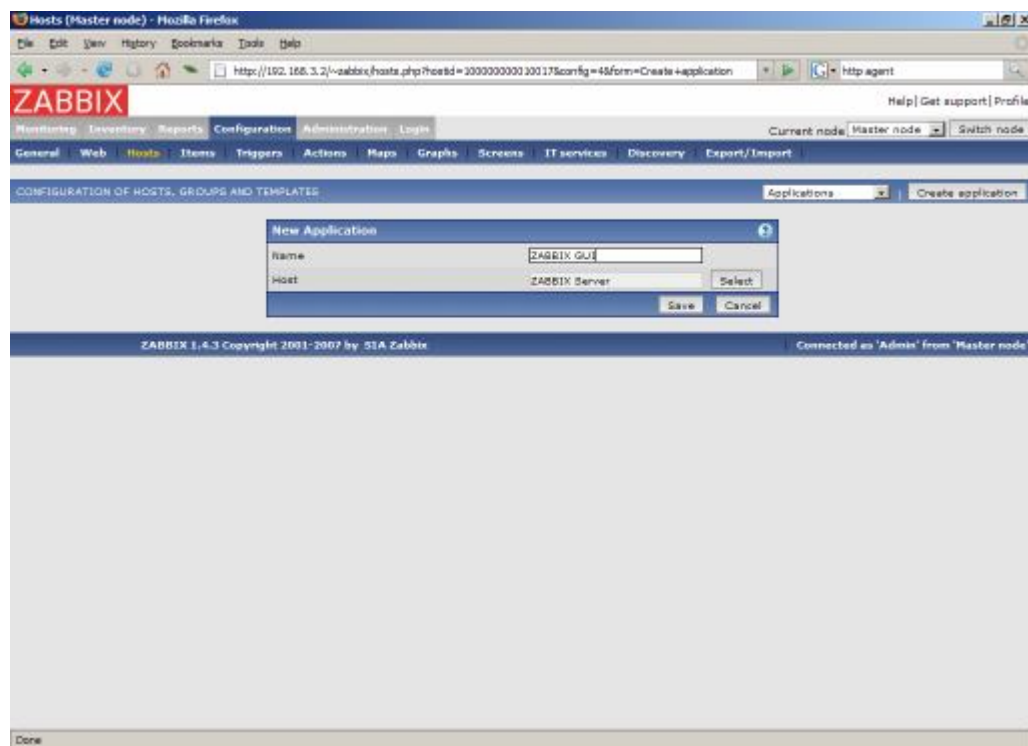 Hosts (Master node) - Mozilla Firefox
File Edit View History Bookmarks Tools Help
http://192.168.3.2/~zabbix/hosts.php?hostid=100000000010017&config=4&form=Create+application
http agent
ZABBIX
Help | Get support | Profile
Monitoring Inventory Reports Configuration Administration Login
Current node Master node Switch node
General Web Hosts Items Triggers Actions Maps Graphs Screens IT services Discovery Export/Import
CONFIGURATION OF HOSTS, GROUPS AND TEMPLATES
Applications Create application
New Application
Name ZABBIX GUI
Host ZABBIX Server Select
Save Cancel
ZABBIX 1.4.3 Copyright 2001-2007 by SIA Zabbix
Connected as 'Admin' from 'Master node'
Done